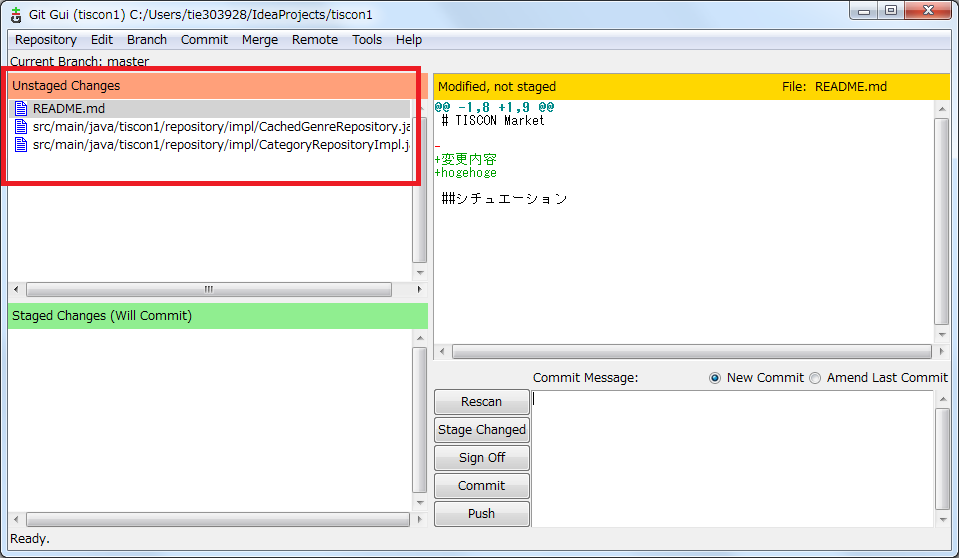 Git Gui (tiscon1) C:/Users/tie303928/IdeaProjects/tiscon1
Repository Edit Branch Commit Merge Remote Tools Help
Current Branch: master
Unstaged Changes
README.md
src/main/java/tiscon1/repository/impl/CachedGenreRepository.ja
src/main/java/tiscon1/repository/impl/CategoryRepositoryImpl.j
Staged Changes (Will Commit)
Modified, not staged File: README.md
@@ -1,8 +1,9 @@
# TISCON Market
-
+変更内容
+hogehoge
##シチュエーション
Commit Message: New Commit Amend Last Commit
Rescan
Stage Changed
Sign Off
Commit
Push
Ready.